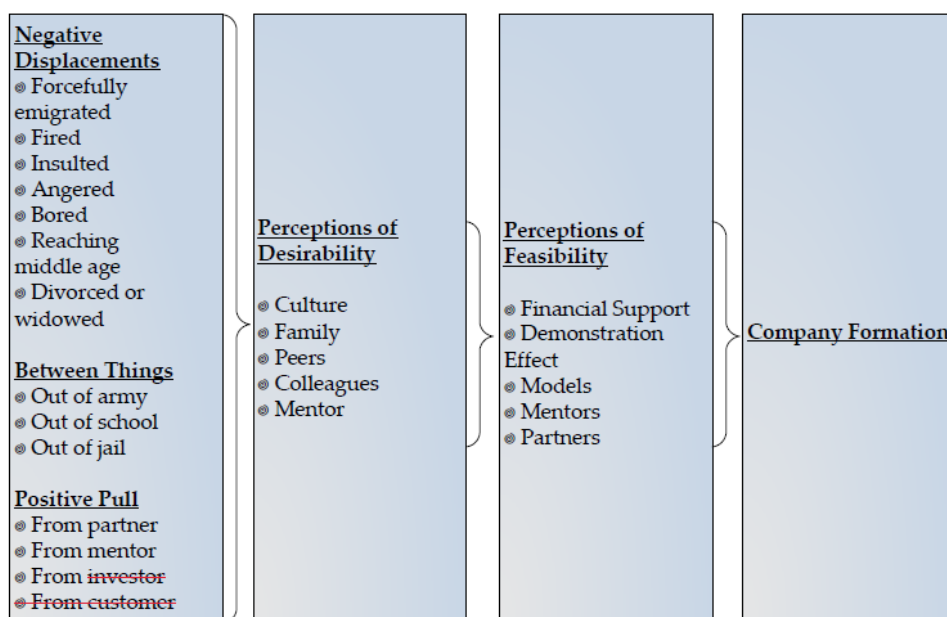 Negative
Displacements
Forcefully
emigrated
Fired
Insulted
Angered
Bored
Reaching
middle age
Divorced or
widowed
Between Things
Out of army
Out of school
Out of jail
Positive Pull
From partner
From mentor
From investor
From customer
Perceptions of
Desirability
Culture
Family
Peers
Colleagues
Mentor
Perceptions of
Feasibility
Financial Support
Demonstration
Effect
Models
Mentors
Partners
Company Formation